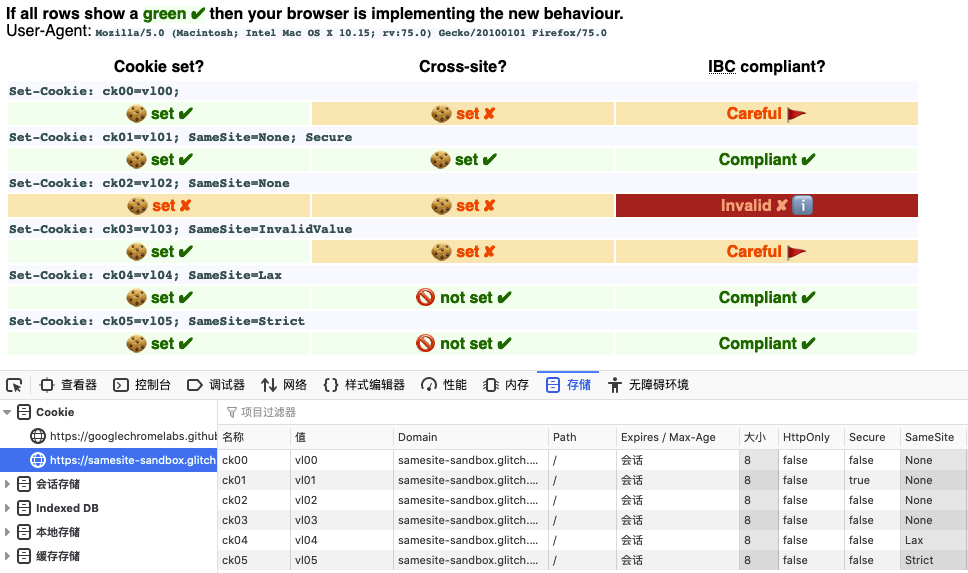 If all rows show a green ✔ then your browser is implementing the new behaviour.
User-Agent: Mozilla/5.0 (Macintosh; Intel Mac OS X 10.15; rv:75.0) Gecko/20100101 Firefox/75.0
Cookie set? Cross-site? IBC compliant?
Set-Cookie: ck00=vl00;
🍪 set ✔ 🍪 set ✘ Careful 🚩
Set-Cookie: ck01=vl01; SameSite=None; Secure
🍪 set ✔ 🍪 set ✔ Compliant ✔
Set-Cookie: ck02=vl02; SameSite=None
🍪 set ✘ 🍪 set ✘ Invalid ✘ ℹ️
Set-Cookie: ck03=vl03; SameSite=InvalidValue
🍪 set ✔ 🍪 set ✘ Careful 🚩
Set-Cookie: ck04=vl04; SameSite=Lax
🍪 set ✔ 🚫 not set ✔ Compliant ✔
Set-Cookie: ck05=vl05; SameSite=Strict
🍪 set ✔ 🚫 not set ✔ Compliant ✔
查看器 控制台 调试器 网络 样式编辑器 性能 内存 存储 无障碍环境
Cookie
https://googlechromelabs.github
https://samesite-sandbox.glitch
会话存储
Indexed DB
本地存储
缓存存储
项目过滤器
名称 值 Domain Path Expires / Max-Age 大小 HttpOnly Secure SameSite
ck00 vl00 samesite-sandbox.glitch.... / 会话 8 false false None
ck01 vl01 samesite-sandbox.glitch.... / 会话 8 false true None
ck02 vl02 samesite-sandbox.glitch.... / 会话 8 false false None
ck03 vl03 samesite-sandbox.glitch.... / 会话 8 false false None
ck04 vl04 samesite-sandbox.glitch.... / 会话 8 false false Lax
ck05 vl05 samesite-sandbox.glitch.... / 会话 8 false false Strict